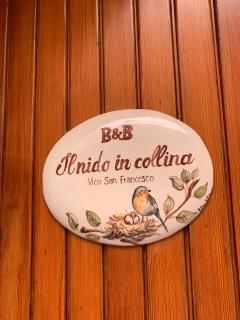 B&B
Il nido in collina
Vico San Francesco